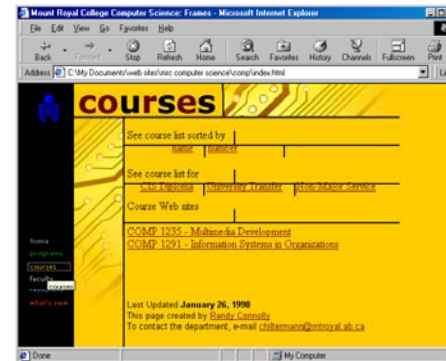 Mount Royal College Computer Science: Frames - Microsoft Internet Explorer
File Edit View Go Favorites Help
Back Forward Stop Refresh Home Search Favorites History Channels Fullscreen Print
Address C:\My Documents\web sites\mrc computer science\comp\index.html
courses
See course list sorted by
name number
See course list for
CIS Diploma University Transfer Non-Major Service
Course Web sites
COMP 1235 - Multimedia Development
COMP 1291 - Information Systems in Organizations
home
programs
courses
faculty
courses
what's new
Last Updated January 26, 1998
This page created by Randy Connolly
To contact the department, e-mail chiltermann@mtroyal.ab.ca
Done
My Computer